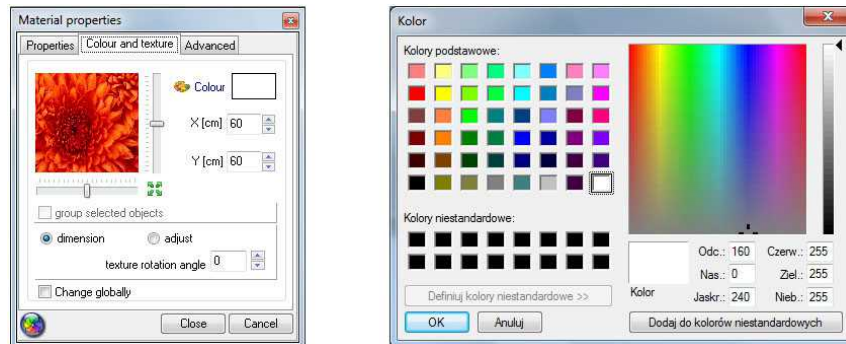 Material properties
Properties Colour and texture Advanced
Colour
X [cm] 60
Y [cm] 60
group selected objects
dimension adjust
texture rotation angle 0
Change globally
Close Cancel
Kolor
Kolory podstawowe:
Kolory niestandardowe:
Definiuj kolory niestandardowe >>
OK Anuluj
Kolor
Odc.: 160 Czerw.: 255
Nas.: 0 Ziel.: 255
Jaskr.: 240 Nieb.: 255
Dodaj do kolorów niestandardowych